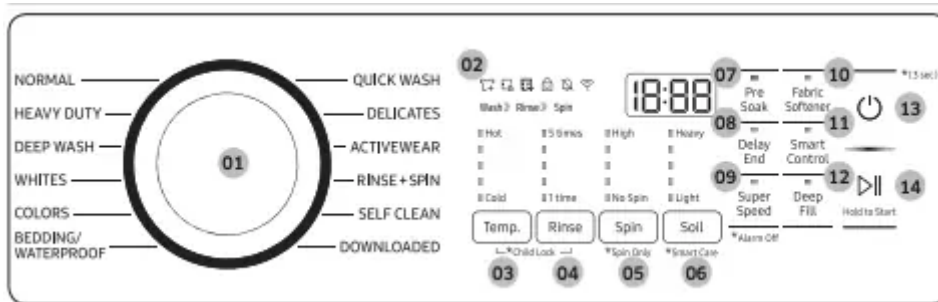 NORMAL
HEAVY DUTY
DEEP WASH
WHITES
COLORS
BEDDING/
WATERPROOF
01
QUICK WASH
DELICATES
ACTIVEWEAR
RINSE + SPIN
SELF CLEAN
DOWNLOADED
02
Wash Rinse Spin
18:88
Hot 5 times High Heavy
Cold 1 time No Spin Light
Temp. Rinse Spin Soil
*Child Lock *Spin Only *Smart Care
03 04 05 06
07 10
Pre
Soak
Fabric
Softener
08 11
Delay
End
Smart
Control
09 12
Super
Speed
Deep
Fill
*Alarm Off
*(3 sec)
13
14
Hold to Start